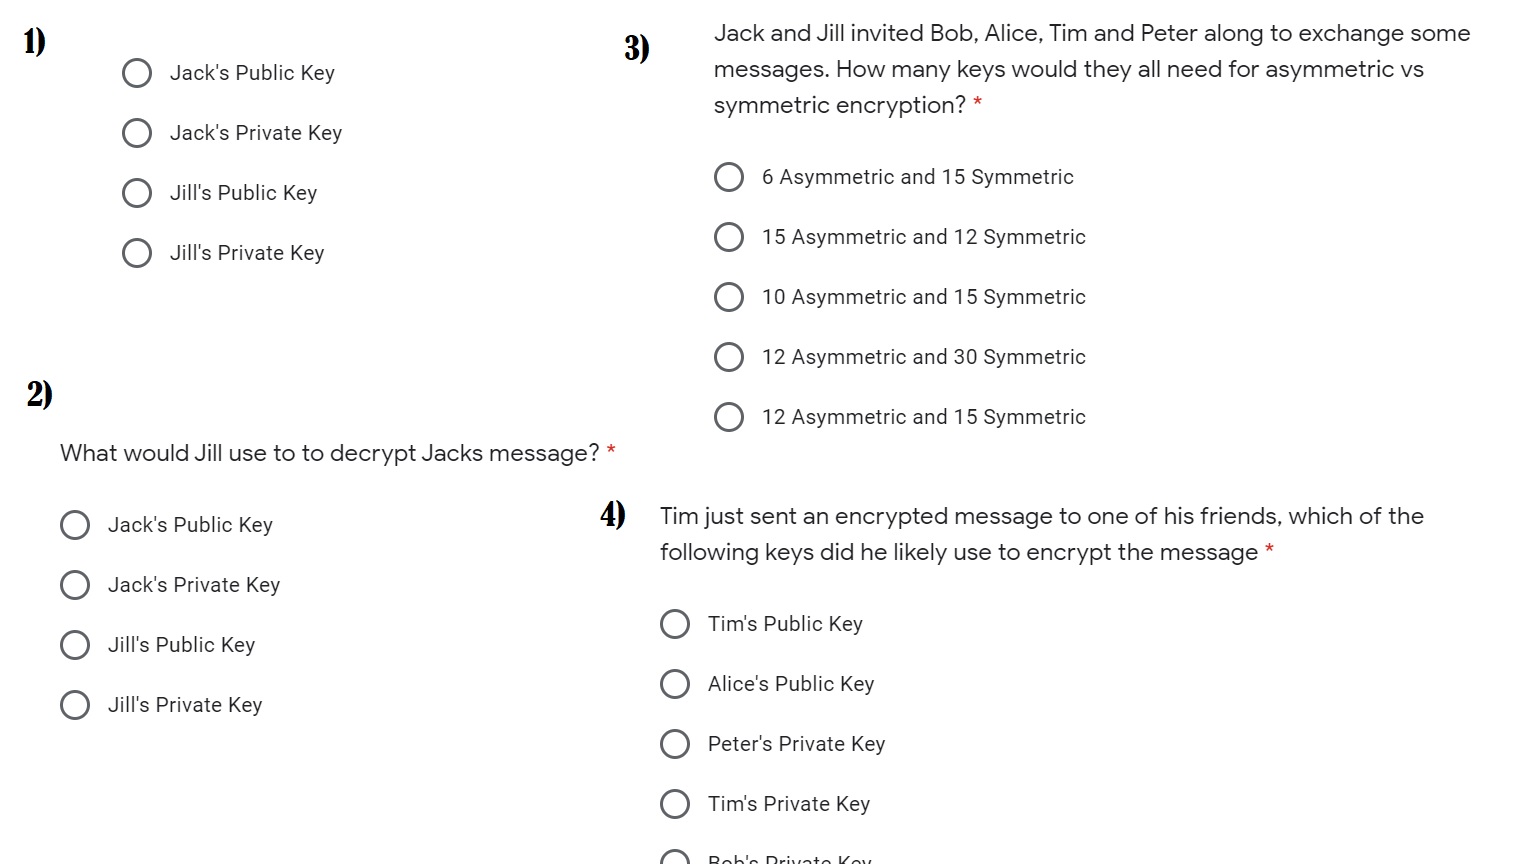 1)
Jack's Public Key
Jack's Private Key
Jill's Public Key
Jill's Private Key
2)
What would Jill use to to decrypt Jacks message? *
Jack's Public Key
Jack's Private Key
Jill's Public Key
Jill's Private Key
3)
Jack and Jill invited Bob, Alice, Tim and Peter along to exchange some
messages. How many keys would they all need for asymmetric vs
symmetric encryption? *
6 Asymmetric and 15 Symmetric
15 Asymmetric and 12 Symmetric
10 Asymmetric and 15 Symmetric
12 Asymmetric and 30 Symmetric
12 Asymmetric and 15 Symmetric
4)
Tim just sent an encrypted message to one of his friends, which of the
following keys did he likely use to encrypt the message *
Tim's Public Key
Alice's Public Key
Peter's Private Key
Tim's Private Key
Bob's Private Key